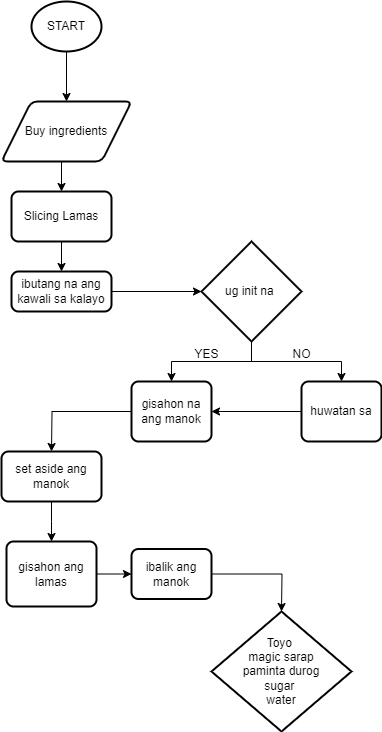 START
Buy ingredients
Slicing Lamas
ibutang na ang
kawali sa kalayo
ug init na
YES
NO
gisahon na
ang manok
huwatan sa
set aside ang
manok
gisahon ang
lamas
ibalik ang
manok
Toyo
magic sarap
paminta durog
sugar
water